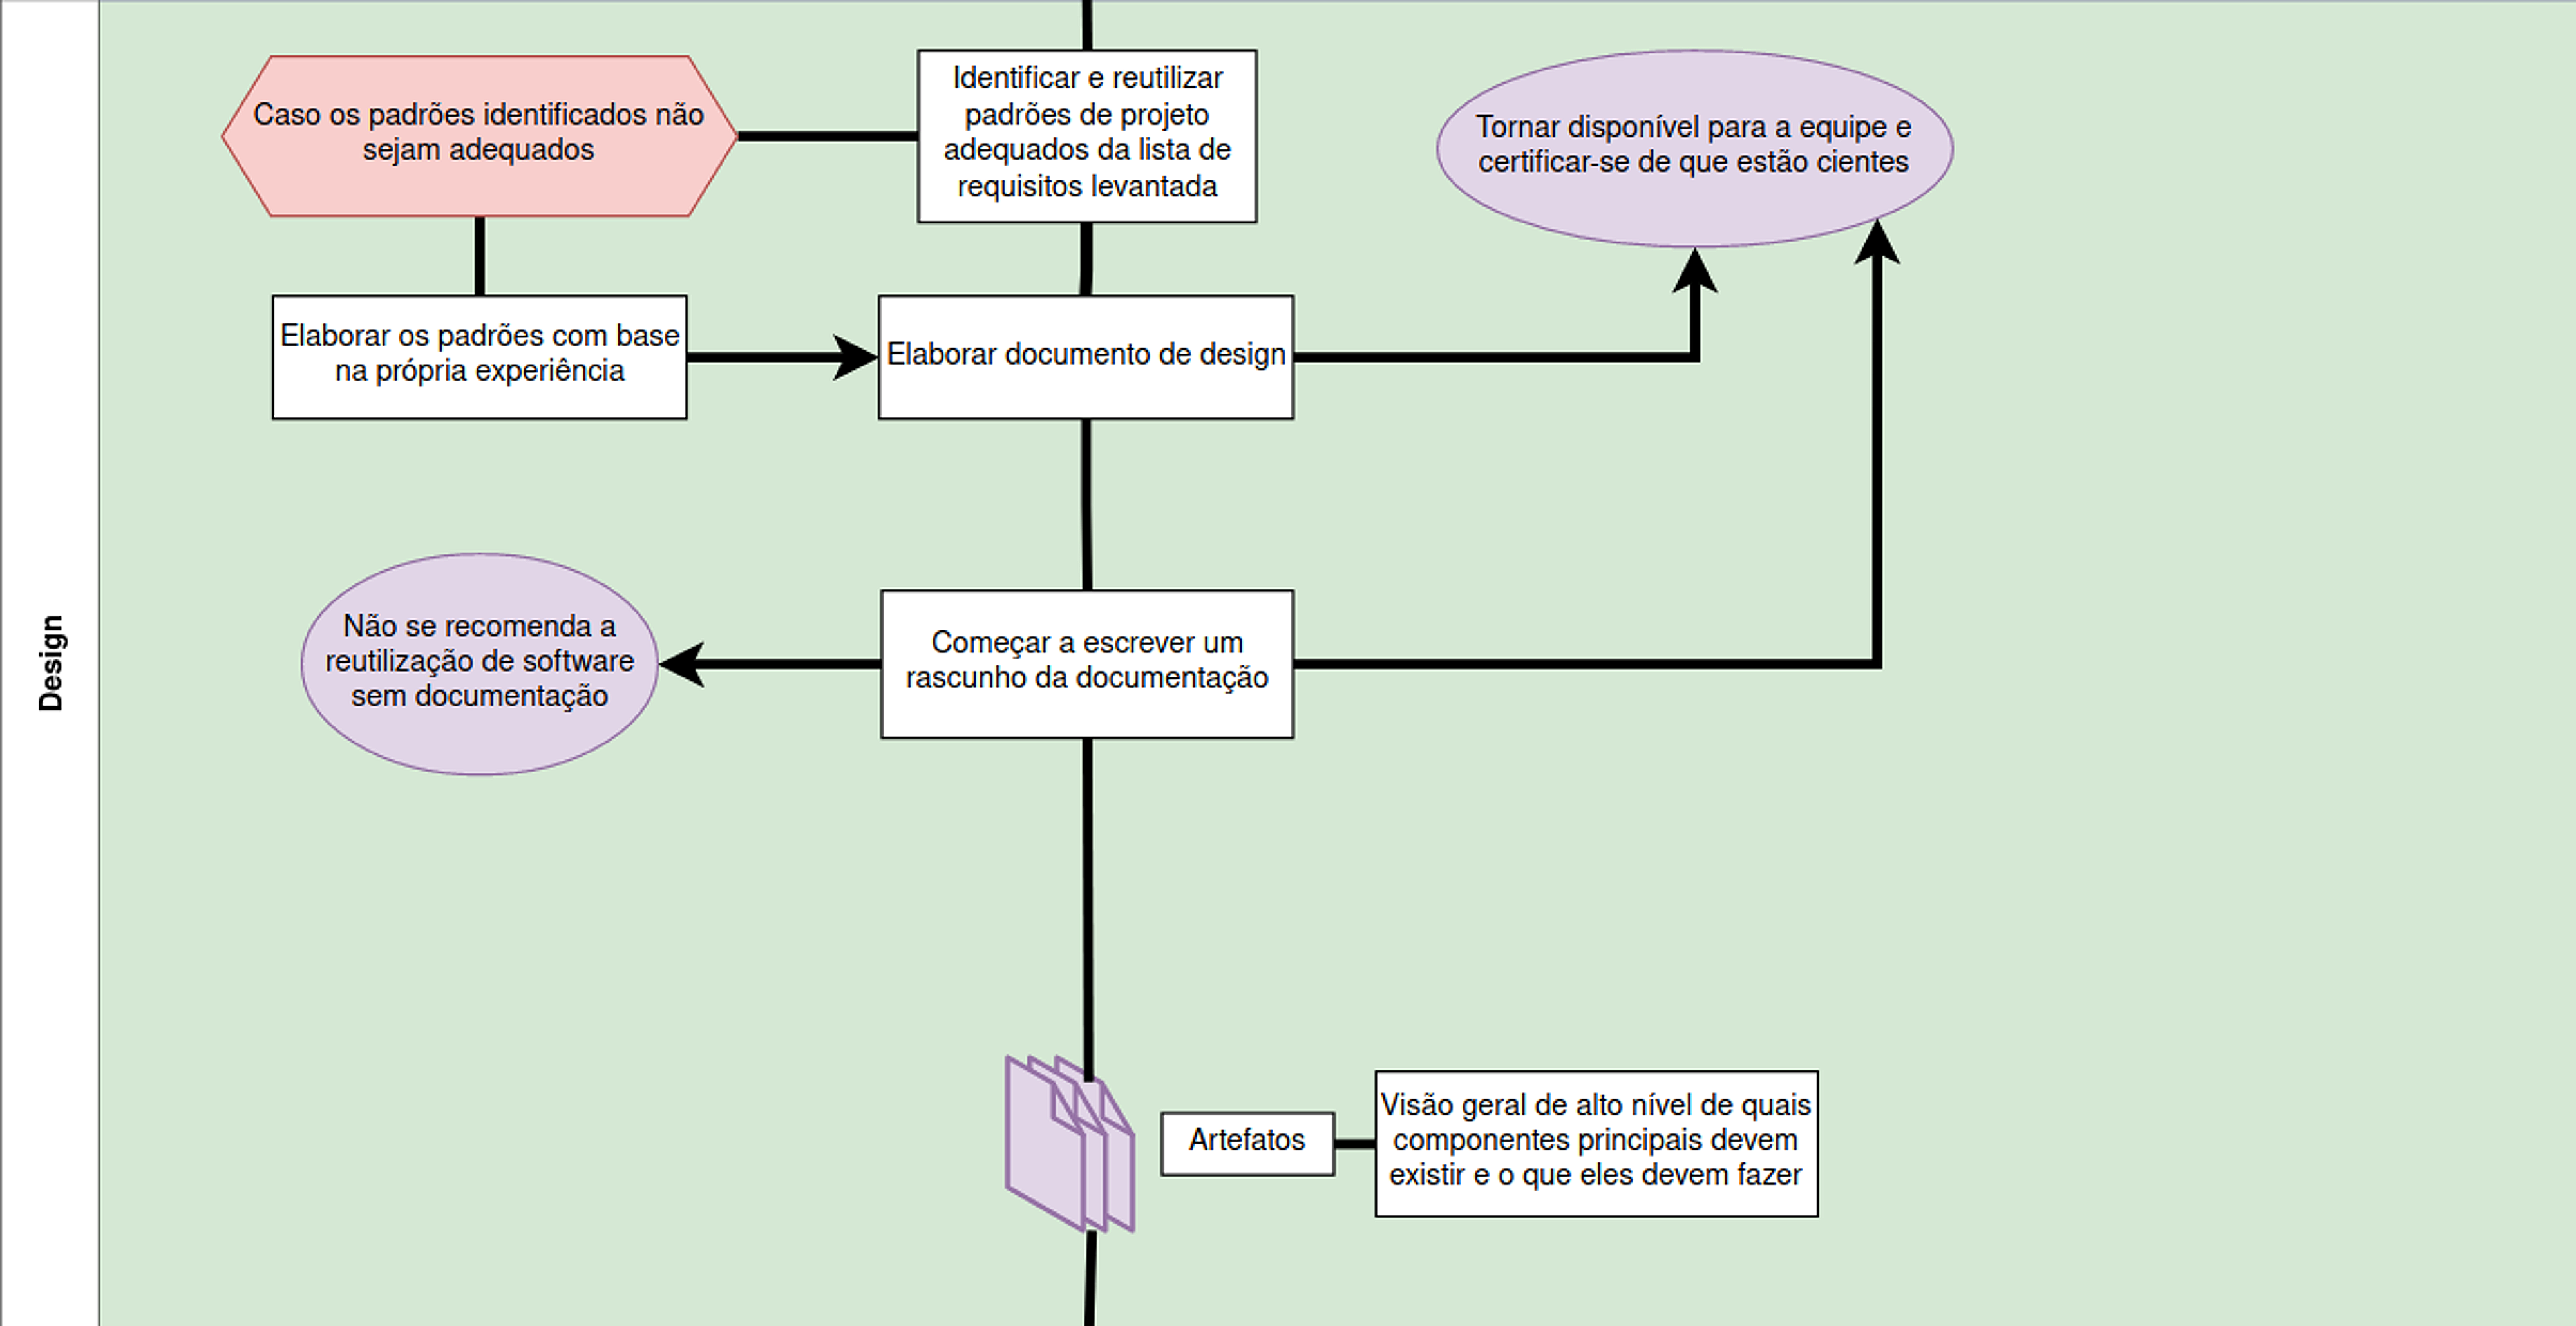 Design
Caso os padrões identificados não
sejam adequados
Identificar e reutilizar
padrões de projeto
adequados da lista de
requisitos levantada
Tornar disponível para a equipe e
certificar-se de que estão cientes
Elaborar os padrões com base
na própria experiência
Elaborar documento de design
Não se recomenda a
reutilização de software
sem documentação
Começar a escrever um
rascunho da documentação
Artefatos
Visão geral de alto nível de quais
componentes principais devem
existir e o que eles devem fazer